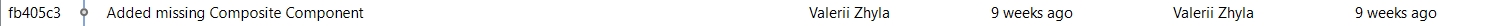 fb405c3 Added missing Composite Component Valerii Zhyla 9 weeks ago Valerii Zhyla 9 weeks ago